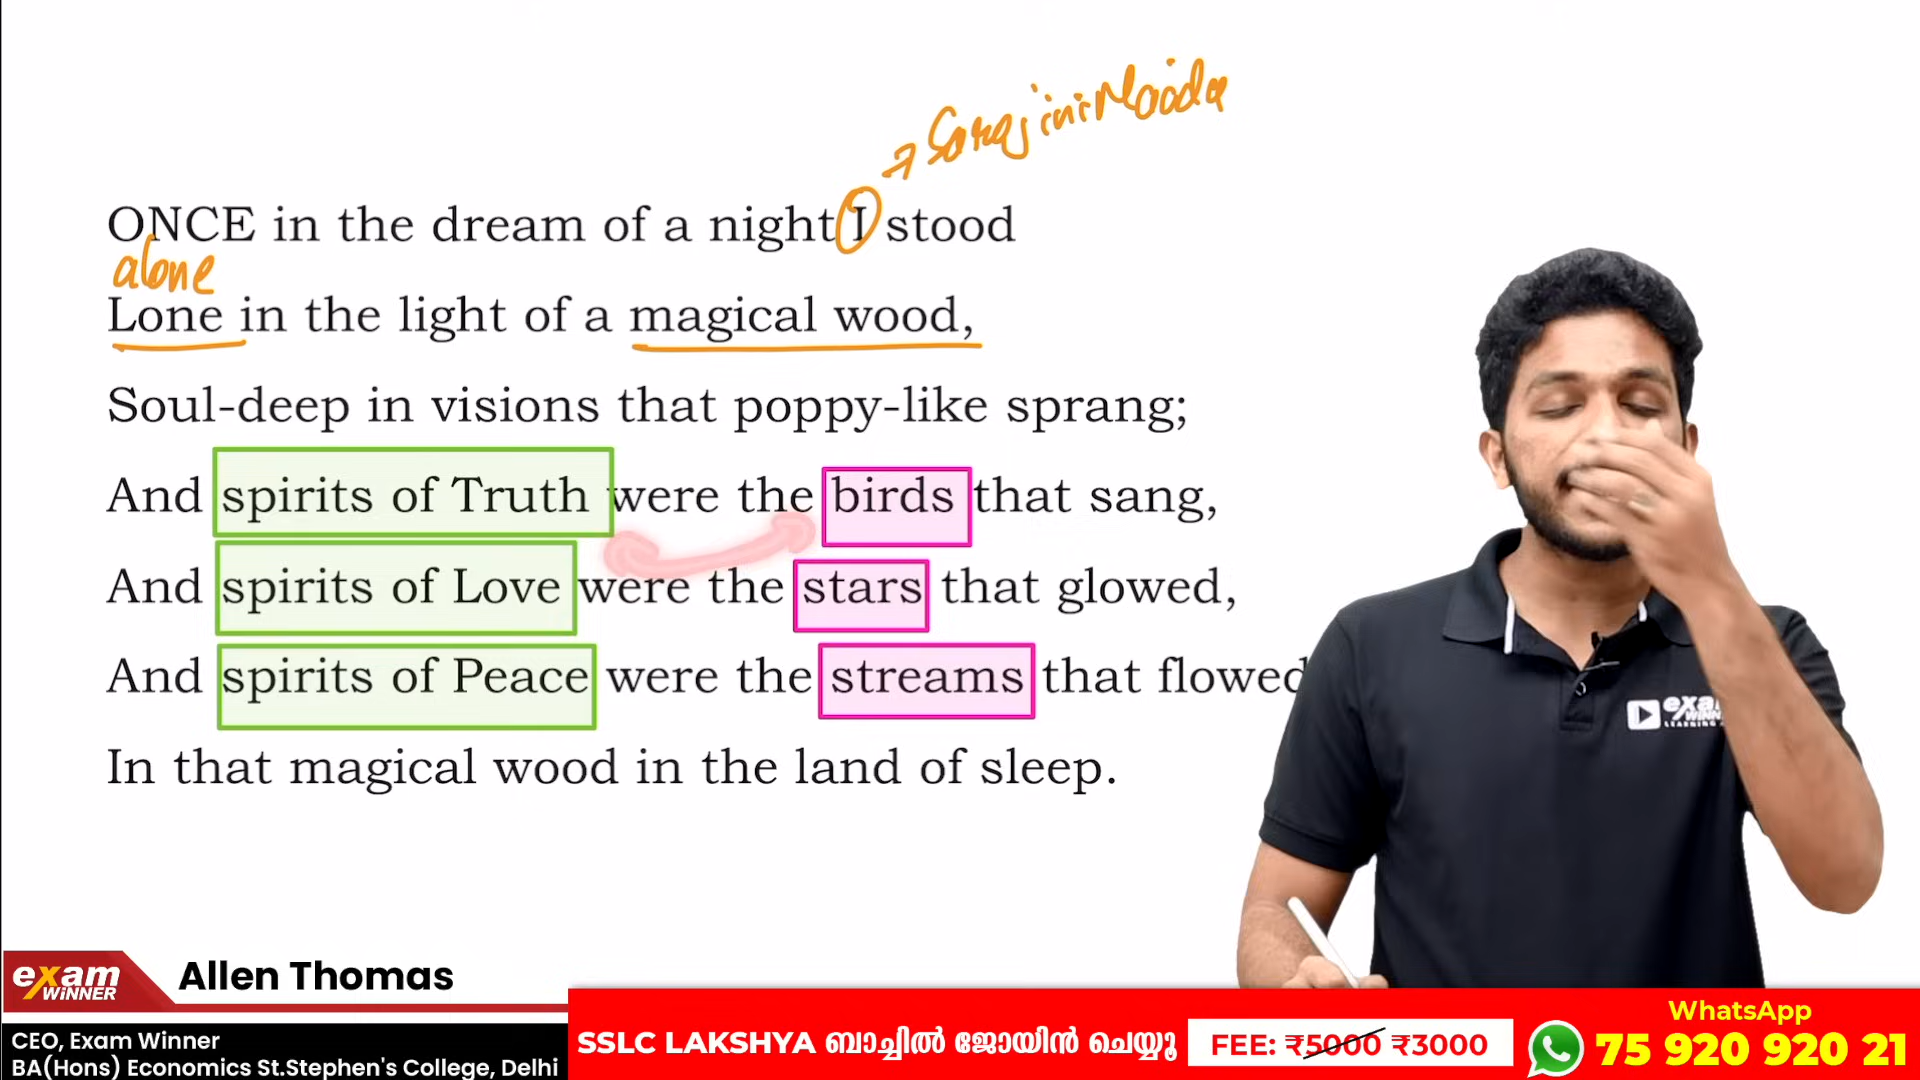 Sarojini Naidu
ONCE in the dream of a night I stood
alone
Lone in the light of a magical wood,
Soul-deep in visions that poppy-like sprang;
And spirits of Truth were the birds that sang,
And spirits of Love were the stars that glowed,
And spirits of Peace were the streams that flowed
In that magical wood in the land of sleep.
exam WINNER
exam WINNER
Allen Thomas
CEO, Exam Winner
BA(Hons) Economics St.Stephen's College, Delhi
SSLC LAKSHYA ബാച്ചിൽ ജോയിൻ ചെയ്യൂ
FEE: ₹5000 ₹3000
WhatsApp
75 920 920 21